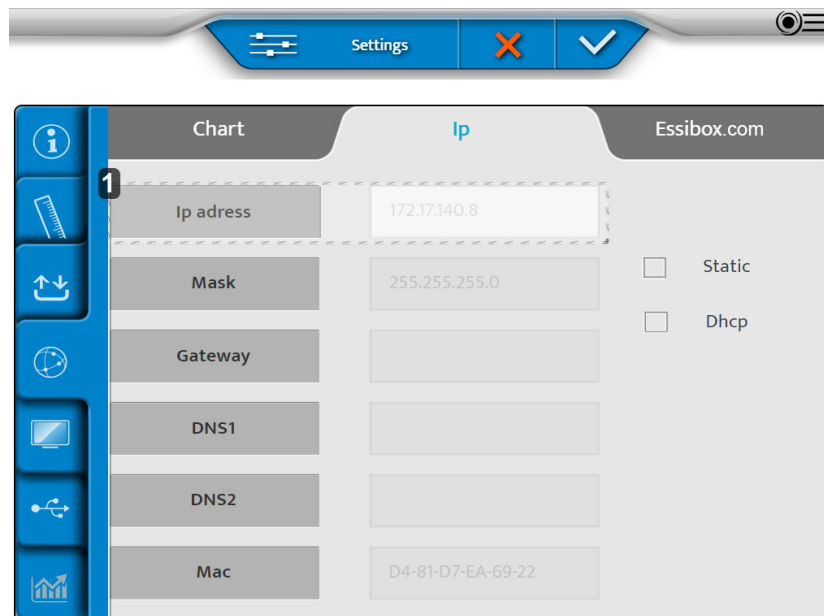 Settings
Chart
Ip
Essibox.com
1
Ip adress
172.17.140.8
Mask
255.255.255.0
Static
Dhcp
Gateway
DNS1
DNS2
Mac
D4-81-D7-EA-69-22